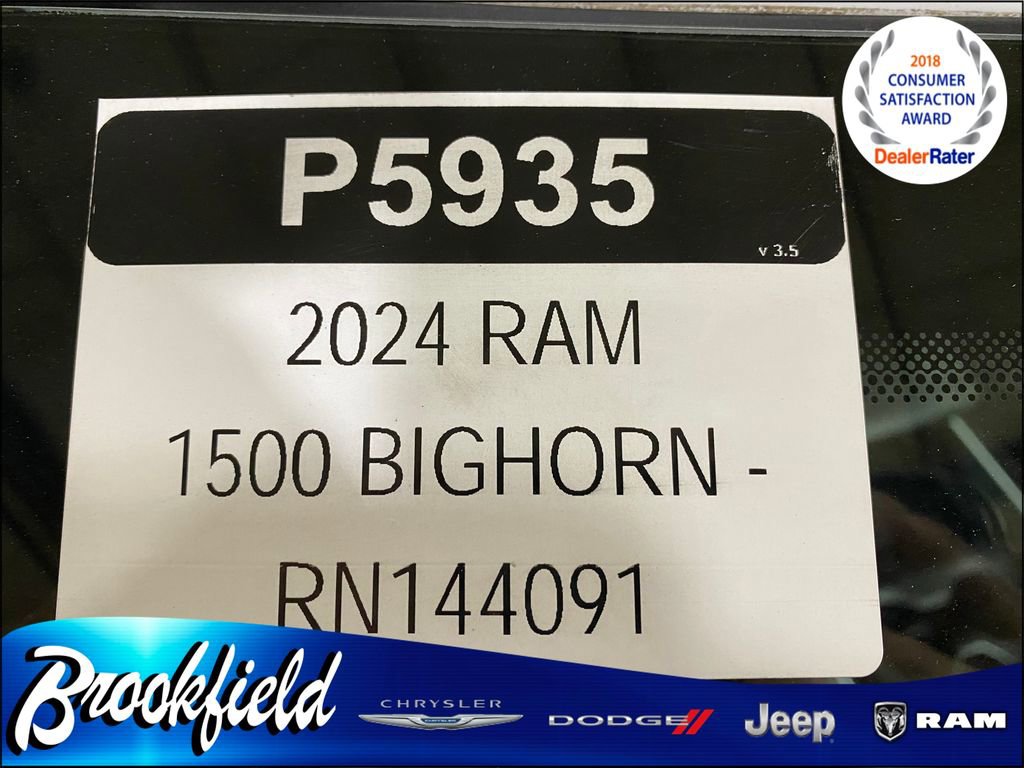 2018
CONSUMER
SATISFACTION
AWARD
DealerRater
P5935
v 3.5
2024 RAM
1500 BIGHORN -
RN144091
Brookfield
CHRYSLER
DODGE
Jeep
RAM